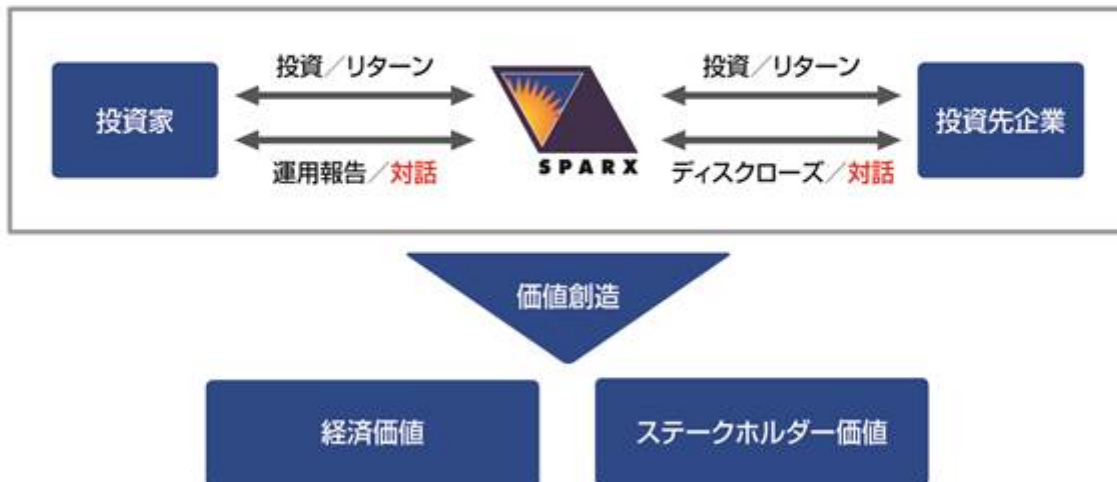 投資／リターン
投資／リターン
投資家
投資先企業
SPARX
運用報告／対話
ディスクローズ／対話
価値創造
経済価値
ステークホルダー価値